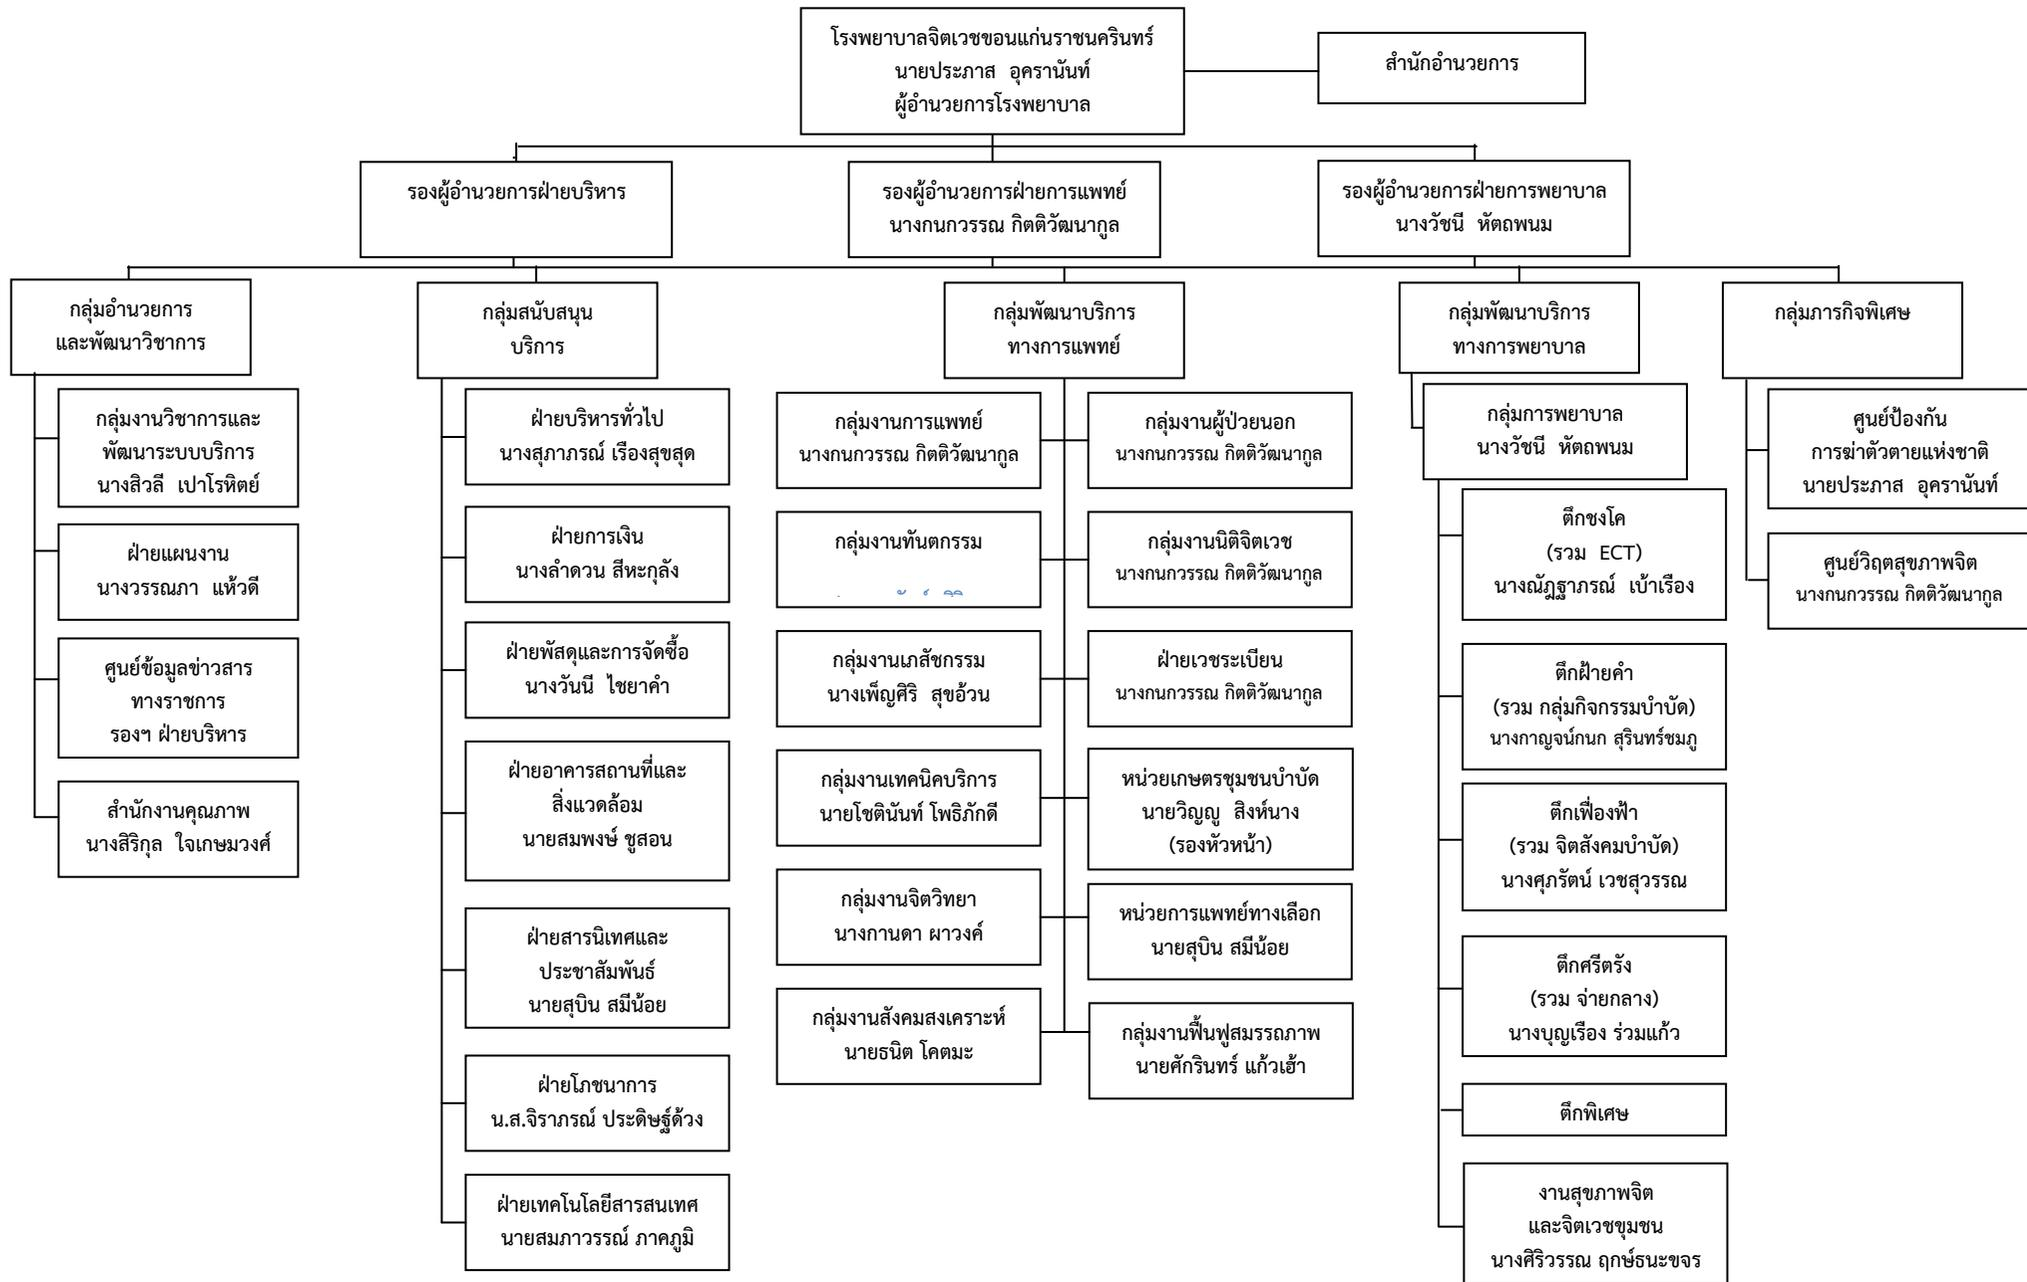 โรงพยาบาลจิตเวชขอนแก่นราชนครินทร์
นายประภาส  อุครานันท์
ผู้อำนวยการโรงพยาบาล
สำนักอำนวยการ
รองผู้อำนวยการฝ่ายบริหาร
รองผู้อำนวยการฝ่ายการแพทย์
นางกนกวรรณ กิตติวัฒนากูล
รองผู้อำนวยการฝ่ายการพยาบาล
นางวัชนี  หัตถพนม
กลุ่มอำนวยการ
และพัฒนาวิชาการ
กลุ่มงานวิชาการและ
พัฒนาระบบบริการ
นางสิวลี  เปาโรหิตย์
ฝ่ายแผนงาน
นางวรรณภา  แห้วดี
ศูนย์ข้อมูลข่าวสาร
ทางราชการ
รองฯ ฝ่ายบริหาร
สำนักงานคุณภาพ
นางสิริกุล  ใจเกษมวงศ์
กลุ่มสนับสนุน
บริการ
ฝ่ายบริหารทั่วไป
นางสุภาภรณ์ เรืองสุขสุด
ฝ่ายการเงิน
นางลำดวน สีหะกุลัง
ฝ่ายพัสดุและการจัดซื้อ
นางวันนี  ไชยาคำ
ฝ่ายอาคารสถานที่และ
สิ่งแวดล้อม
นายสมพงษ์ ชูสอน
ฝ่ายสารนิเทศและ
ประชาสัมพันธ์
นายสุบิน สมีน้อย
ฝ่ายโภชนาการ
น.ส.จิราภรณ์ ประดิษฐ์ด้วง
ฝ่ายเทคโนโลยีสารสนเทศ
นายสมภาวรรณ์ ภาคภูมิ
กลุ่มพัฒนาบริการ
ทางการแพทย์
กลุ่มงานการแพทย์
นางกนกวรรณ กิตติวัฒนากูล
กลุ่มงานทันตกรรม
กลุ่มงานเภสัชกรรม
นางเพ็ญศิริ  สุขอ้วน
กลุ่มงานเทคนิคบริการ
นายโชตินันท์ โพธิภักดี
กลุ่มงานจิตวิทยา
นางกานดา ผาวงค์
กลุ่มงานสังคมสงเคราะห์
นายธนิต โคตมะ
กลุ่มงานผู้ป่วยนอก
นางกนกวรรณ กิตติวัฒนากูล
กลุ่มงานนิติจิตเวช
นางกนกวรรณ กิตติวัฒนากูล
ฝ่ายเวชระเบียน
นางกนกวรรณ กิตติวัฒนากูล
หน่วยเกษตรชุมชนบำบัด
นายวิญญู  สิงห์นาง
(รองหัวหน้า)
หน่วยการแพทย์ทางเลือก
นายสุบิน สมีน้อย
กลุ่มงานฟื้นฟูสมรรถภาพ
นายศักรินทร์ แก้วเฮ้า
กลุ่มพัฒนาบริการ
ทางการพยาบาล
กลุ่มการพยาบาล
นางวัชนี  หัตถพนม
ตึกชงโค
(รวม  ECT)
นางณัฎฐาภรณ์  เบ้าเรือง
ตึกฝ้ายคำ
(รวม กลุ่มกิจกรรมบำบัด)
นางกาญจน์กนก สุรินทร์ชมภู
ตึกเฟื่องฟ้า
(รวม จิตสังคมบำบัด)
นางศุภรัตน์ เวชสุวรรณ
ตึกศรีตรัง
(รวม จ่ายกลาง)
นางบุญเรือง ร่วมแก้ว
ตึกพิเศษ
งานสุขภาพจิต
และจิตเวชชุมชน
นางศิริวรรณ ฤกษ์ธนะขจร
กลุ่มภารกิจพิเศษ
ศูนย์ป้องกัน
การฆ่าตัวตายแห่งชาติ
นายประภาส  อุครานันท์
ศูนย์วิฤตสุขภาพจิต
นางกนกวรรณ กิตติวัฒนากูล